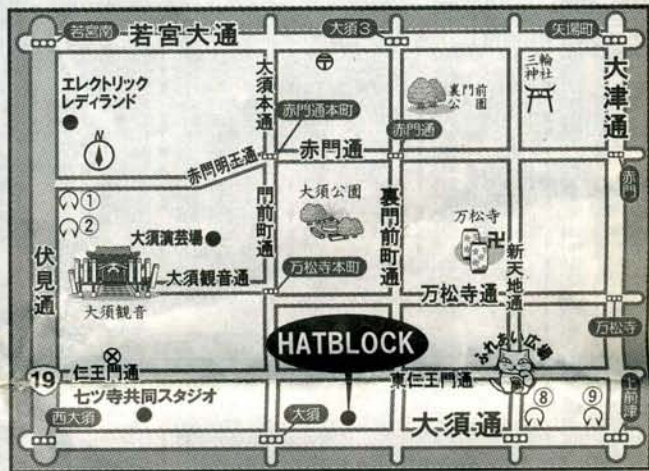 若宮南
若宮大通
大須3
矢場町
エレクトリック
レディランド
N
大須本通
〒
赤門通本町
裏門前
公園
赤門通
三輪
神社
大津通
赤門明王通
赤門通
赤門
①
②
大須演芸場
門前町通
大須公園
裏門前町通
万松寺
卍
新天地通
伏見通
大須観音通
大須観音
万松寺本町
万松寺通
万松寺
HATBLOCK
ふれあい広場
19
仁王門通
東仁王門通
七ツ寺共同スタジオ
西大須
大須
大須通
⑧
⑨
上前津